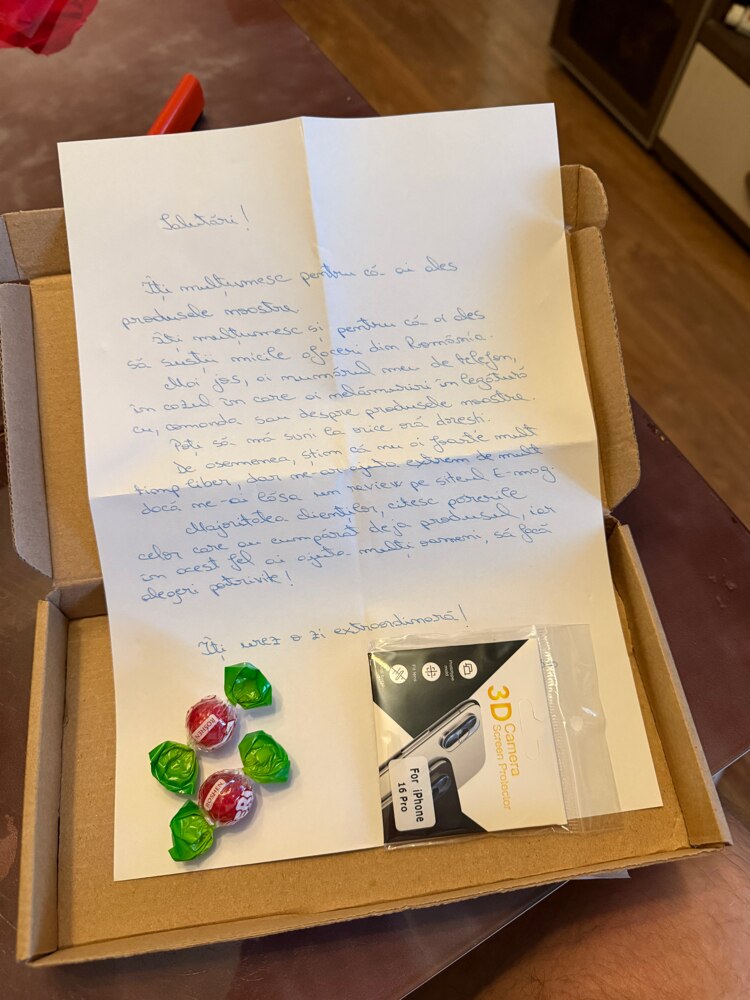 Salutări!
Îți mulțumesc pentru că ai ales
produsele noastre.
Îți mulțumesc și pentru că ai ales
să susții micile afaceri din România.
Mai jos, ai numărul meu de telefon,
în cazul în care ai nelămuriri în legătură
cu, comanda sau despre produsele noastre.
Poți să mă suni la orice oră drești.
De asemenea, știm că nu ai foarte mult
timp liber, dar ne-ar ajuta extrem de mult
dacă ne-ai lăsa un review pe siteul E-mag.
Majoritatea clienților, citesc părerile
celor care au cumpărat deja produsul, iar
în acest fel ai ajuta mulți oameni, să facă
alegeri potrivite!
Îți urez o zi extraordinară!
3D Camera
Screen Protector
For iPhone
16 Pro
ROSHEN